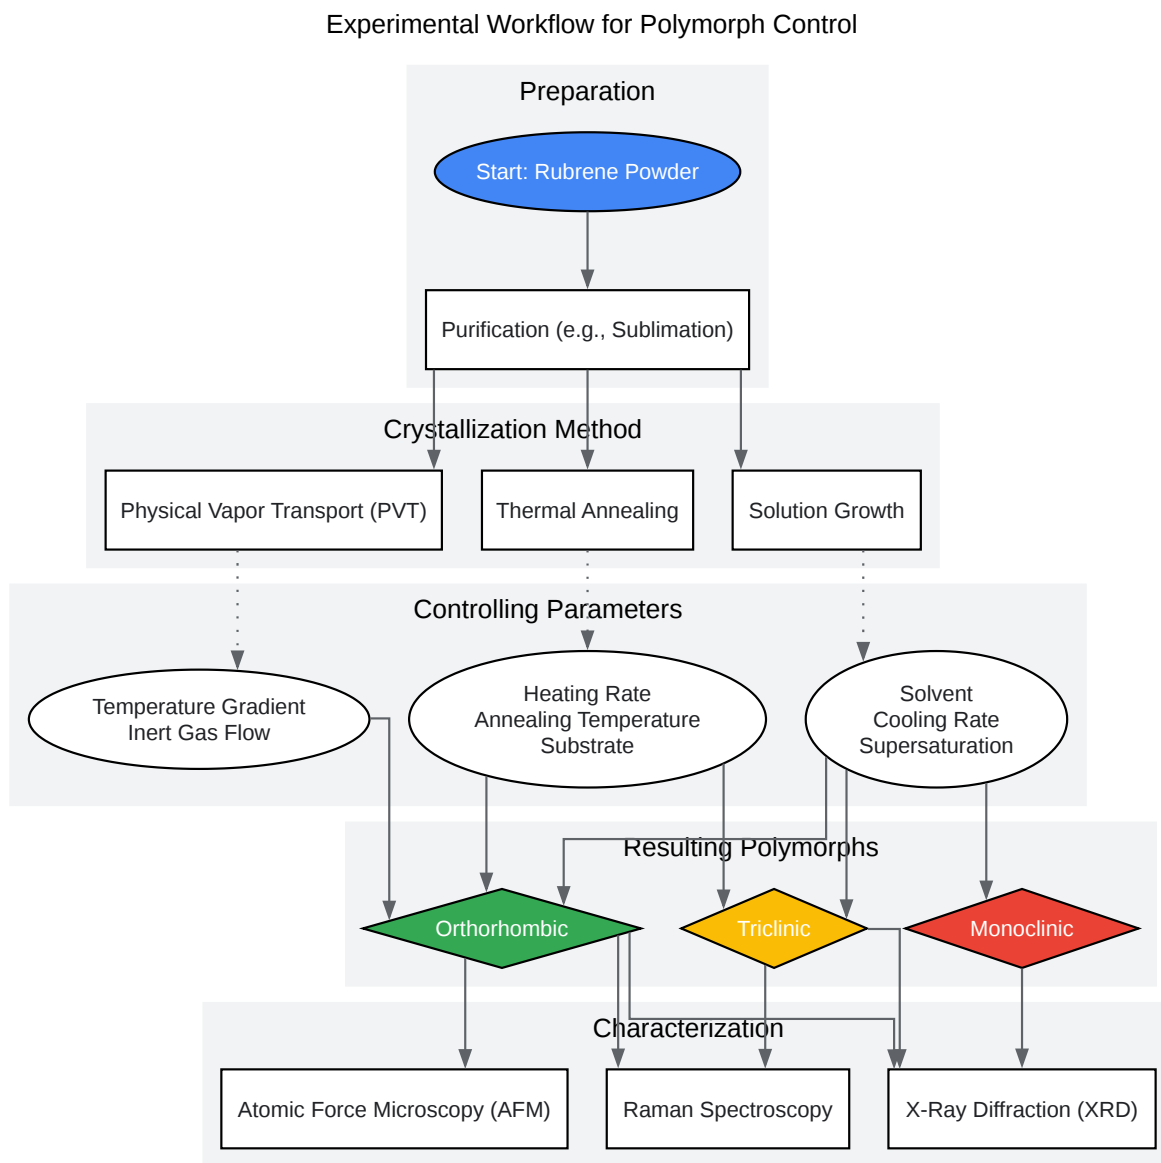 Experimental Workflow for Polymorph Control
Preparation
Start: Rubrene Powder
Purification (e.g., Sublimation)
Crystallization Method
Physical Vapor Transport (PVT)
Thermal Annealing
Solution Growth
Controlling Parameters
Temperature Gradient
Inert Gas Flow
Heating Rate
Annealing Temperature
Substrate
Solvent
Cooling Rate
Supersaturation
Resulting Polymorphs
Orthorhombic
Triclinic
Monoclinic
Characterization
Atomic Force Microscopy (AFM)
Raman Spectroscopy
X-Ray Diffraction (XRD)